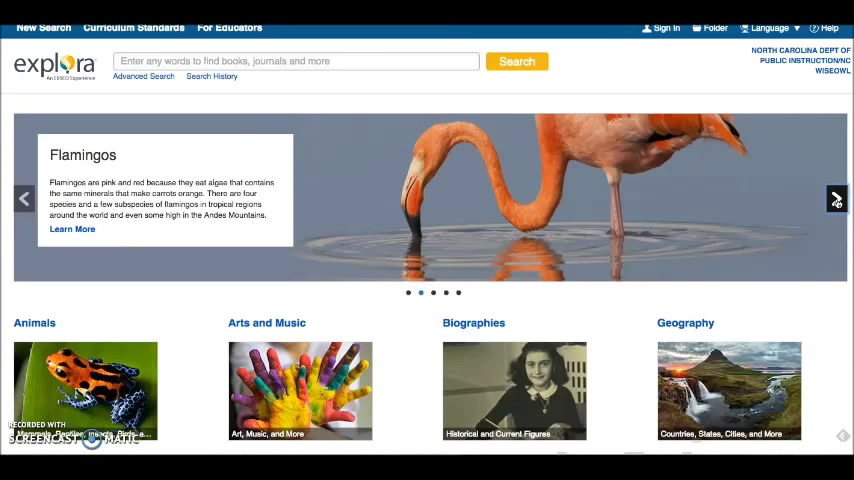 New Search Curriculum Standards For Educators
Sign In Folder Language Help
explora
An EBSCO Experience
Enter any words to find books, journals and more
Search
Advanced Search Search History
NORTH CAROLINA DEPT OF
PUBLIC INSTRUCTION/NC
WISEOWL
Flamingos
Flamingos are pink and red because they eat algae that contains
the same minerals that make carrots orange. There are four
species and a few subspecies of flamingos in tropical regions
around the world and even some high in the Andes Mountains.
Learn More
Animals
Arts and Music
Biographies
Geography
Mammals, Reptiles, Insects, Birds, a...
Art, Music, and More
Historical and Current Figures
Countries, States, Cities, and More
RECORDED WITH
SCREENCAST MATIC